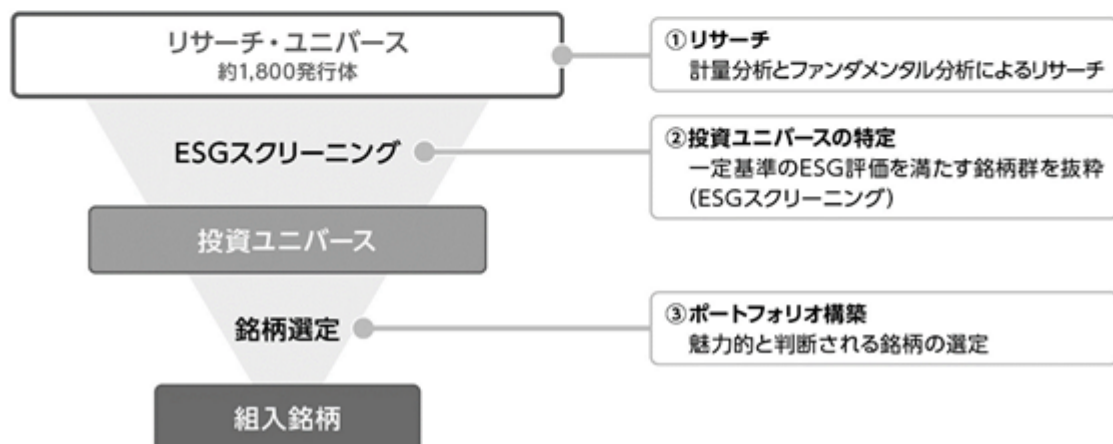 リサーチ・ユニバース
約1,800発行体
①リサーチ
計量分析とファンダメンタル分析によるリサーチ
ESGスクリーニング
②投資ユニバースの特定
一定基準のESG評価を満たす銘柄群を抜粋
(ESGスクリーニング)
投資ユニバース
銘柄選定
③ポートフォリオ構築
魅力的と判断される銘柄の選定
組入銘柄